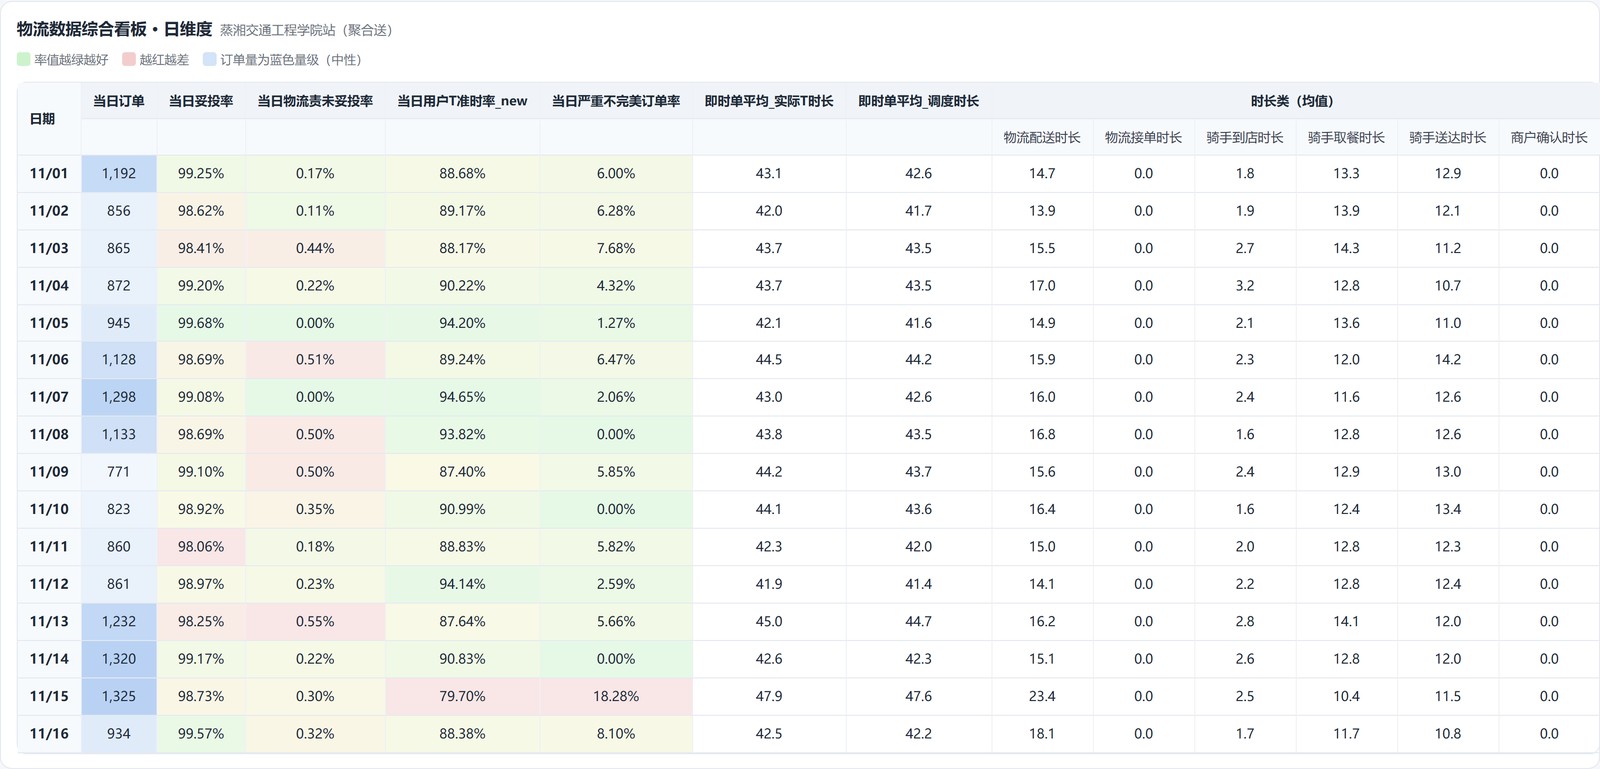 物流数据综合看板 • 日维度 蒸湘交通工程学院站（聚合送）
率值越绿越好 越红越差 订单量为蓝色量级（中性）
日期 当日订单 当日妥投率 当日物流责未妥投率 当日用户T准时率_new 当日严重不完美订单率 即时单平均_实际T时长 即时单平均_调度时长 时长类（均值）
物流配送时长 物流接单时长 骑手到店时长 骑手取餐时长 骑手送达时长 商户确认时长
11/01 1,192 99.25% 0.17% 88.68% 6.00% 43.1 42.6 14.7 0.0 1.8 13.3 12.9 0.0
11/02 856 98.62% 0.11% 89.17% 6.28% 42.0 41.7 13.9 0.0 1.9 13.9 12.1 0.0
11/03 865 98.41% 0.44% 88.17% 7.68% 43.7 43.5 15.5 0.0 2.7 14.3 11.2 0.0
11/04 872 99.20% 0.22% 90.22% 4.32% 43.7 43.5 17.0 0.0 3.2 12.8 10.7 0.0
11/05 945 99.68% 0.00% 94.20% 1.27% 42.1 41.6 14.9 0.0 2.1 13.6 11.0 0.0
11/06 1,128 98.69% 0.51% 89.24% 6.47% 44.5 44.2 15.9 0.0 2.3 12.0 14.2 0.0
11/07 1,298 99.08% 0.00% 94.65% 2.06% 43.0 42.6 16.0 0.0 2.4 11.6 12.6 0.0
11/08 1,133 98.69% 0.50% 93.82% 0.00% 43.8 43.5 16.8 0.0 1.6 12.8 12.6 0.0
11/09 771 99.10% 0.50% 87.40% 5.85% 44.2 43.7 15.6 0.0 2.4 12.9 13.0 0.0
11/10 823 98.92% 0.35% 90.99% 0.00% 44.1 43.6 16.4 0.0 1.6 12.4 13.4 0.0
11/11 860 98.06% 0.18% 88.83% 5.82% 42.3 42.0 15.0 0.0 2.0 12.8 12.3 0.0
11/12 861 98.97% 0.23% 94.14% 2.59% 41.9 41.4 14.1 0.0 2.2 12.8 12.4 0.0
11/13 1,232 98.25% 0.55% 87.64% 5.66% 45.0 44.7 16.2 0.0 2.8 14.1 12.0 0.0
11/14 1,320 99.17% 0.22% 90.83% 0.00% 42.6 42.3 15.1 0.0 2.6 12.8 12.0 0.0
11/15 1,325 98.73% 0.30% 79.70% 18.28% 47.9 47.6 23.4 0.0 2.5 10.4 11.5 0.0
11/16 934 99.57% 0.32% 88.38% 8.10% 42.5 42.2 18.1 0.0 1.7 11.7 10.8 0.0